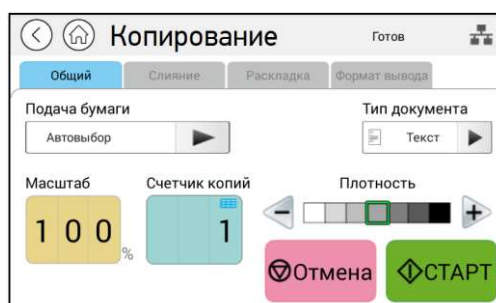 Копирование
Готов
Общий
Слияние
Раскладка
Формат вывода
Подача бумаги
Тип документа
Автовыбор
Текст
Масштаб
Счетчик копий
Плотность
100%
1
Отмена
СТАРТ